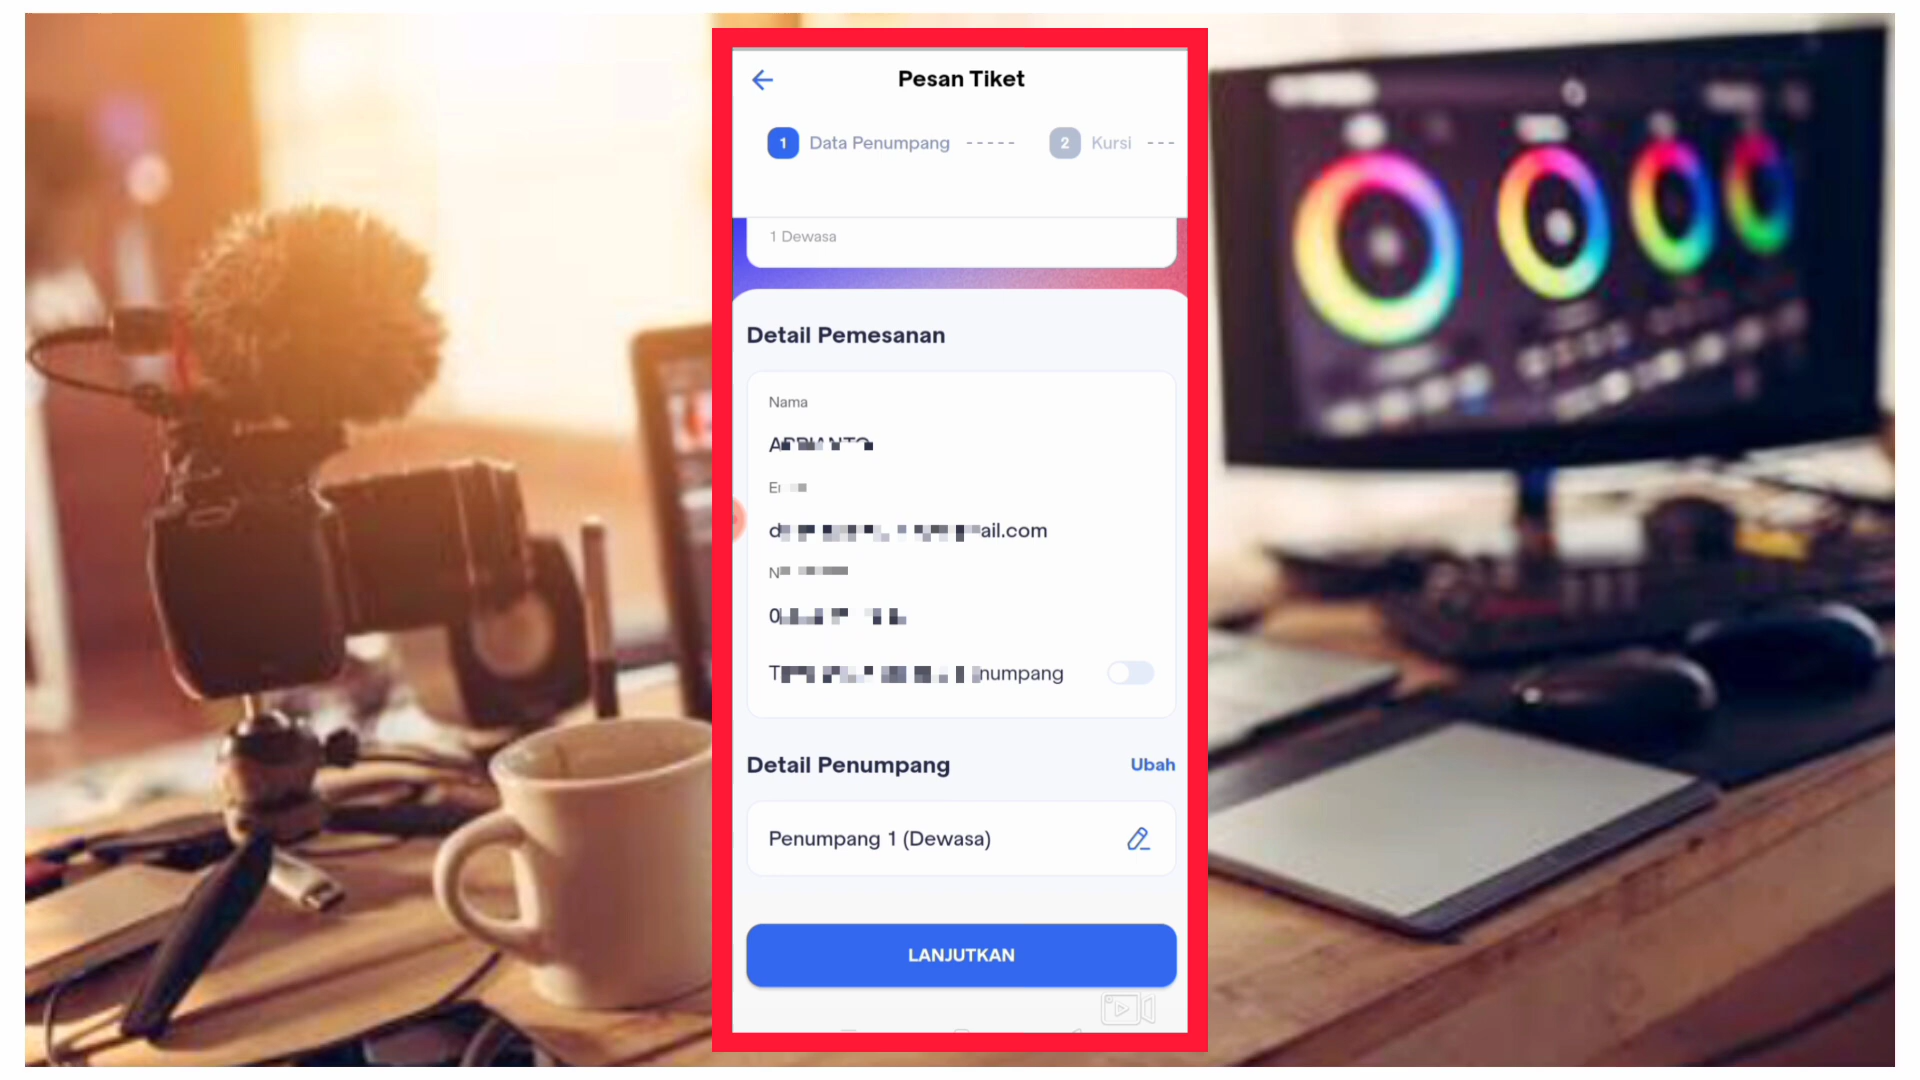 Pesan Tiket
1 Data Penumpang ----- 2 Kursi ---
1 Dewasa
Detail Pemesanan
Nama
ail.com
numpang
Detail Penumpang Ubah
Penumpang 1 (Dewasa)
LANJUTKAN